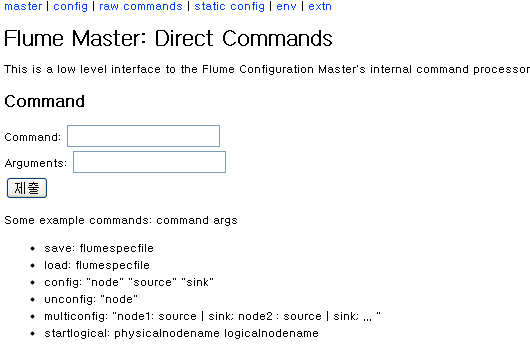 master | config | raw commands | static config | env | extn
Flume Master: Direct Commands
This is a low level interface to the Flume Configuration Master's internal command processor
Command
Command:
Arguments:
제출
Some example commands: command args
• save: flumespecfile
• load: flumespecfile
• config: "node" "source" "sink"
• unconfig: "node"
• multiconfig: "node1: source | sink; node2 : source | sink; ,,, "
• startlogical: physicalnodename logicalnodename